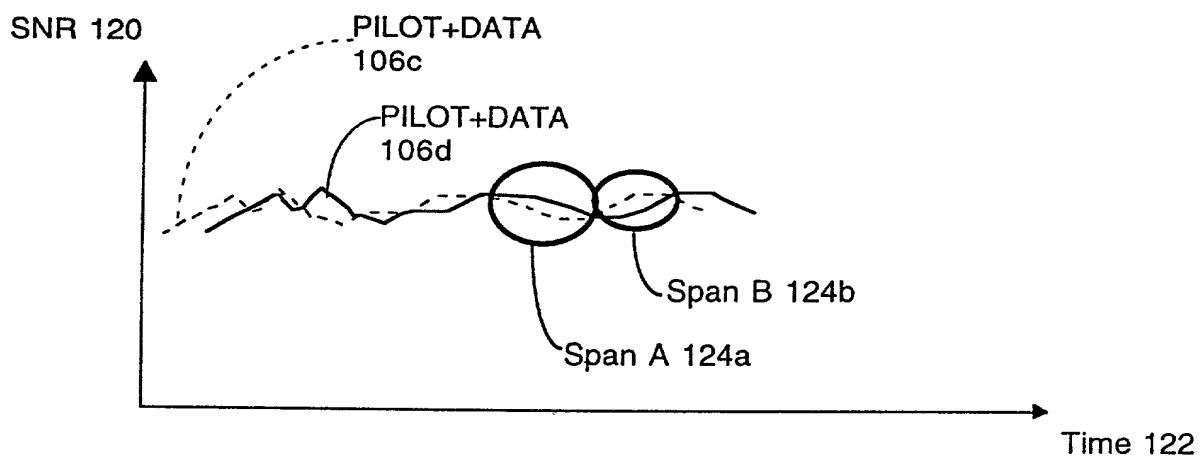 SNR 120
PILOT+DATA
106c
PILOT+DATA
106d
Span B 124b
Span A 124a
Time 122